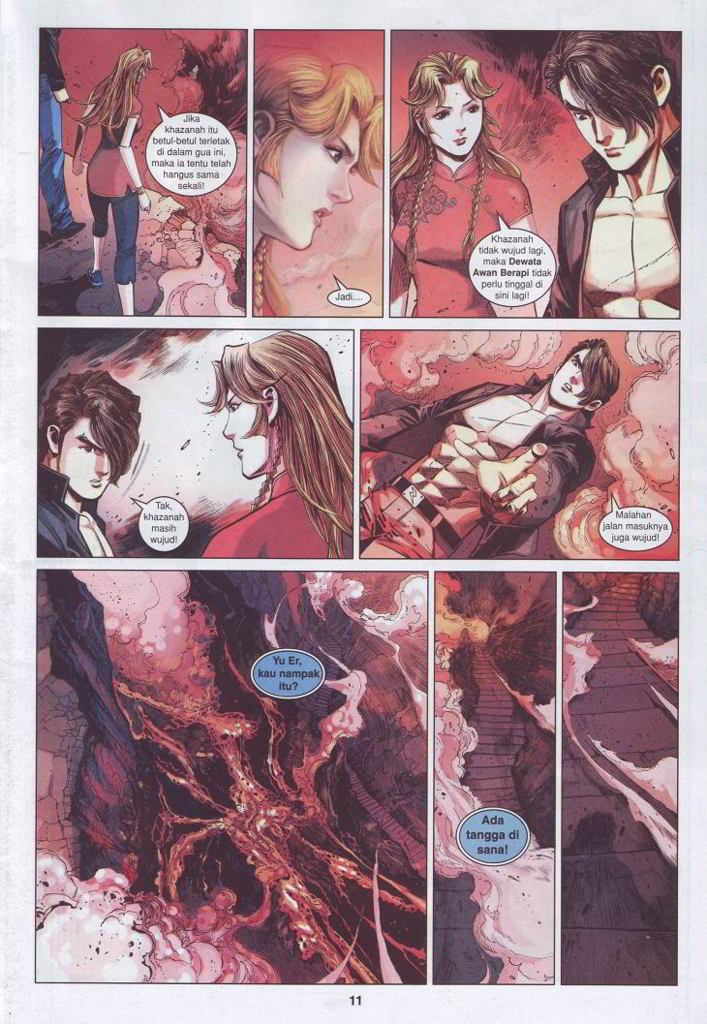 Jika
khazanah itu
betul-betul terletak
di dalam gua ini,
maka ia tentu telah
hangus sama
sekali!
Jadi....
Khazanah
tidak wujud lagi,
maka Dewata
Awan Berapi tidak
perlu tinggal di
sini lagi!
Tak,
khazanah
masih
wujud!
Malahan
jalan masuknya
juga wujud!
Yu Er,
kau nampak
itu?
Ada
tangga di
sana!
11